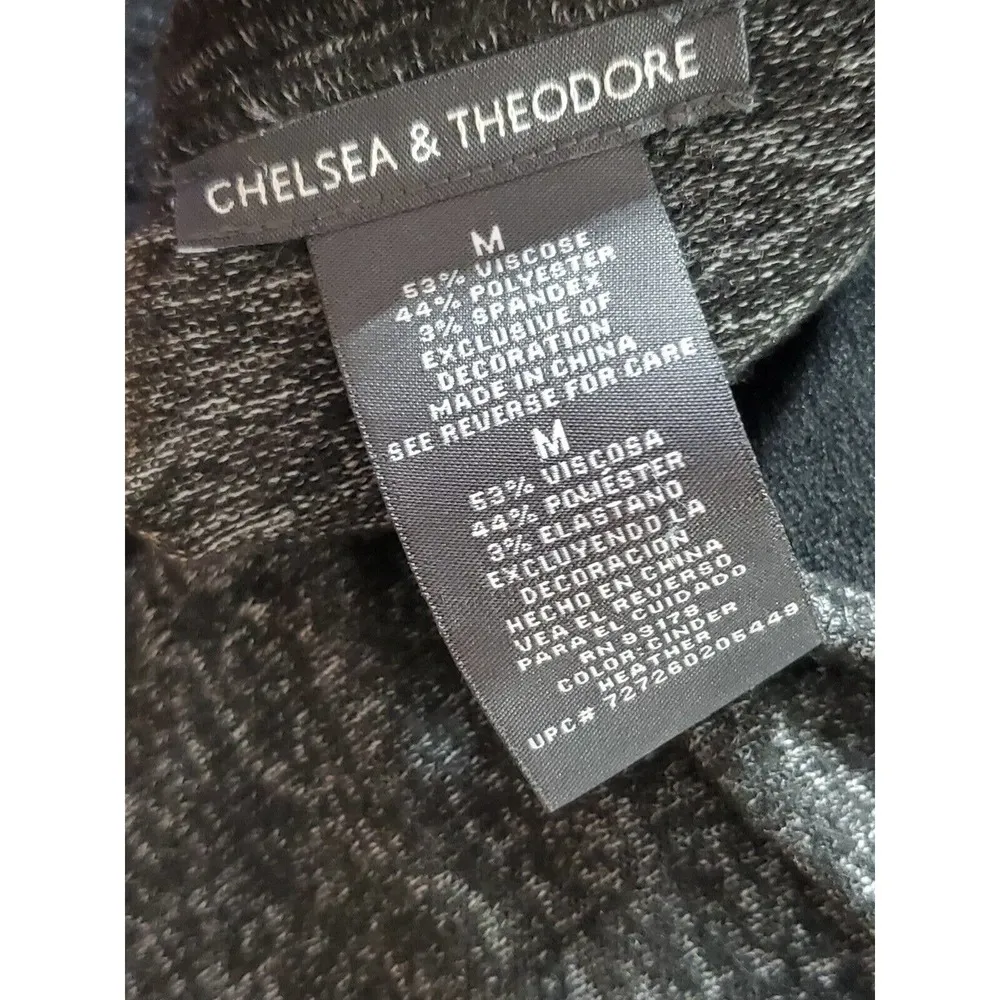 CHELSEA & THEODORE
M
53% VISCOSE
44% POLYESTER
3% SPANDEX
EXCLUSIVE OF
DECORATION
MADE IN CHINA
SEE REVERSE FOR CARE
M
53% VISCOSA
44% POLIÉSTER
3% ELASTANO
EXCLUYENDO LA
DECORACIÓN
HECHO EN CHINA
VEA EL REVERSO
PARA EL CUIDADO
RN 93178
COLOR:CINDER
HEATHER
UPC# 727260205449